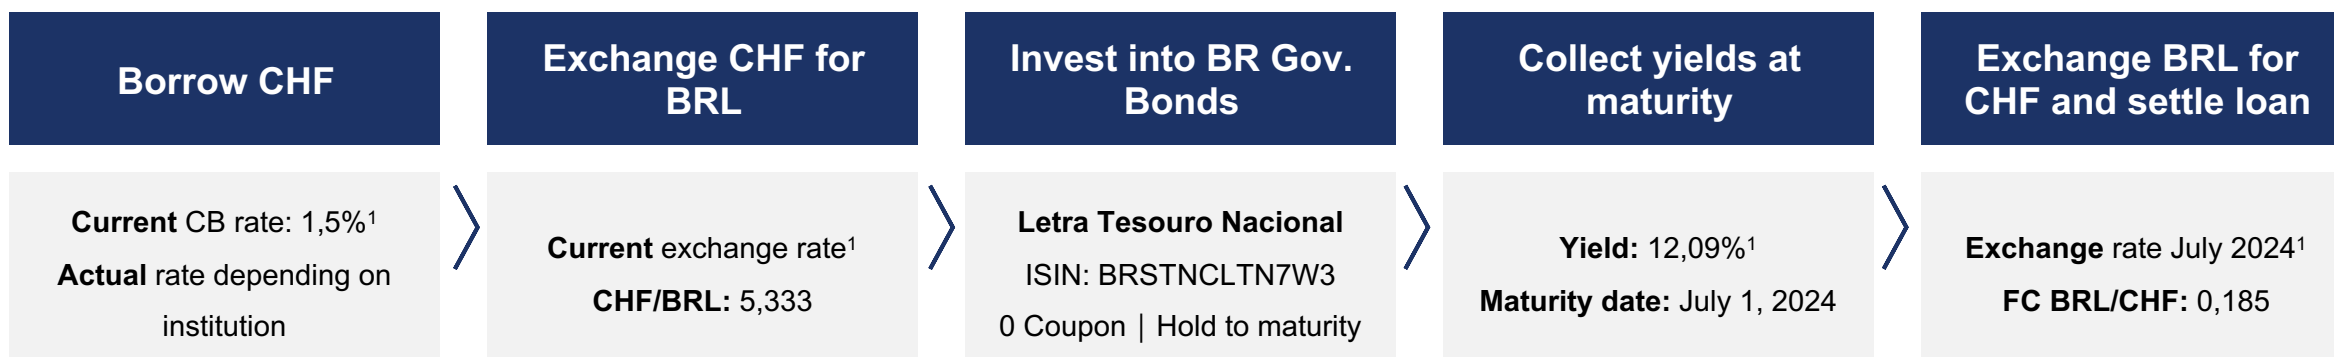 Borrow CHF
Current CB rate: 1,5%¹
Actual rate depending on
institution
Exchange CHF for
BRL
Current exchange rate¹
CHF/BRL: 5,333
Invest into BR Gov.
Bonds
Letra Tesouro Nacional
ISIN: BRSTNCLTN7W3
0 Coupon | Hold to maturity
Collect yields at
maturity
Yield: 12,09%¹
Maturity date: July 1, 2024
Exchange BRL for
CHF and settle loan
Exchange rate July 2024¹
FC BRL/CHF: 0,185